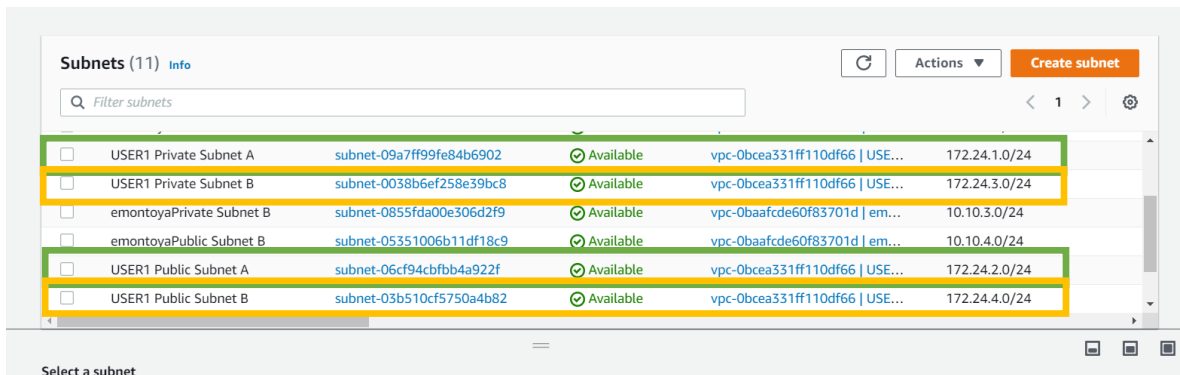 Subnets (11) Info
Actions ▼
Create subnet
Filter subnets
1
USER1 Private Subnet A subnet-09a7ff99fe84b6902 Available vpc-0bcea331ff110df66 | USE... 172.24.1.0/24
USER1 Private Subnet B subnet-0038b6ef258e39bc8 Available vpc-0bcea331ff110df66 | USE... 172.24.3.0/24
emontoyaPrivate Subnet B subnet-0855fda00e306d2f9 Available vpc-0baafcde60f83701d | em... 10.10.3.0/24
emontoyaPublic Subnet B subnet-05351006b11df18c9 Available vpc-0baafcde60f83701d | em... 10.10.4.0/24
USER1 Public Subnet A subnet-06cf94cbfbb4a922f Available vpc-0bcea331ff110df66 | USE... 172.24.2.0/24
USER1 Public Subnet B subnet-03b510cf5750a4b82 Available vpc-0bcea331ff110df66 | USE... 172.24.4.0/24
Select a subnet